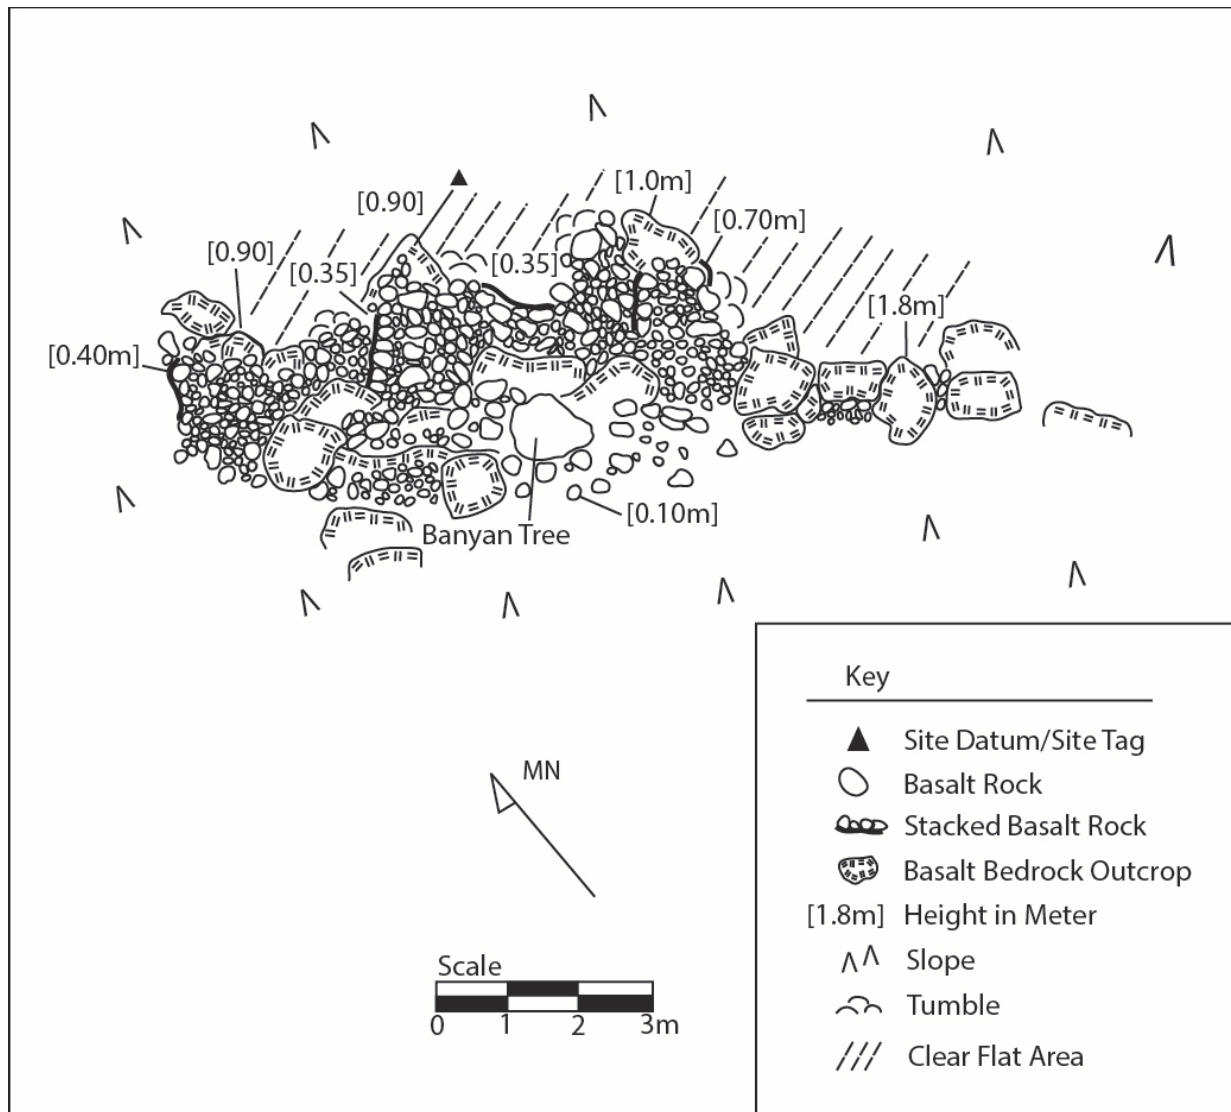 [1.0m]
[0.90]
[0.70m]
[0.90]
[0.35]
[0.35]
[1.8m]
[0.40m]
[0.10m]
Banyan Tree
Key
Site Datum/Site Tag
Basalt Rock
Stacked Basalt Rock
Basalt Bedrock Outcrop
[1.8m] Height in Meter
Slope
Tumble
Clear Flat Area
MN
Scale
0 1 2 3m